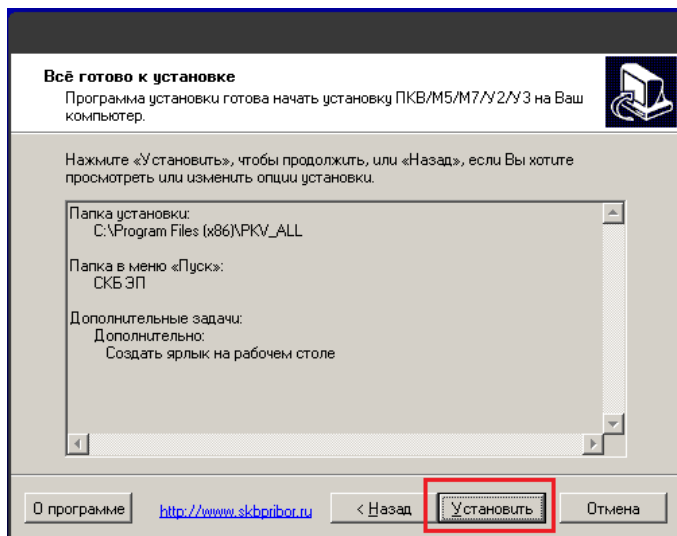 Всё готово к установке
Программа установки готова начать установку ПКВ/М5/М7/У2/У3 на Ваш
компьютер.
Нажмите «Установить», чтобы продолжить, или «Назад», если Вы хотите
просмотреть или изменить опции установки.
Папка установки:
C:\Program Files (x86)\PKV_ALL
Папка в меню «Пуск»:
СКБ ЭП
Дополнительные задачи:
Дополнительно:
Создать ярлык на рабочем столе
О программе http://www.skbpribor.ru < Назад Установить Отмена